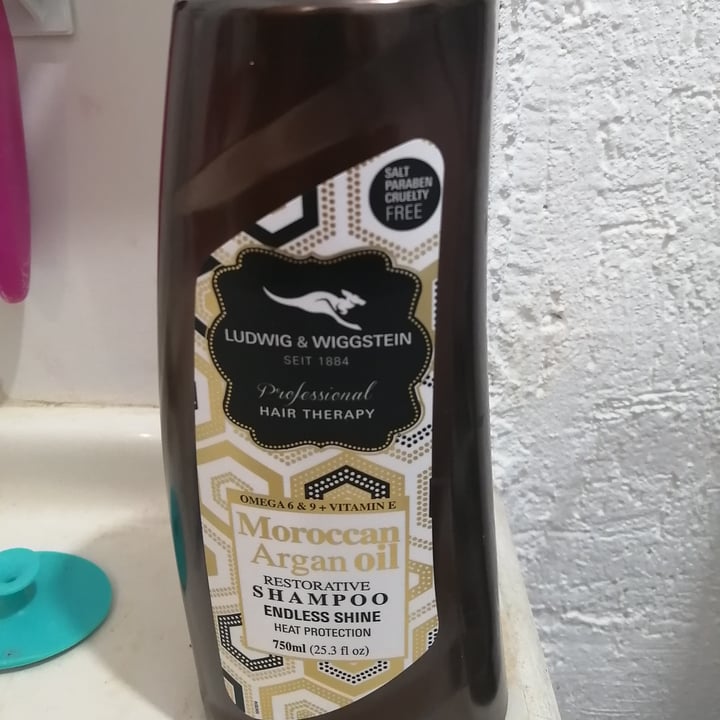 SALT
PARABEN
CRUELTY
FREE
LUDWIG & WIGGSTEIN
SEIT 1884
Professional
HAIR THERAPY
OMEGA 6 & 9 + VITAMIN E
Moroccan
Argan oil
RESTORATIVE
SHAMPOO
ENDLESS SHINE
HEAT PROTECTION
750ml (25.3 fl oz)